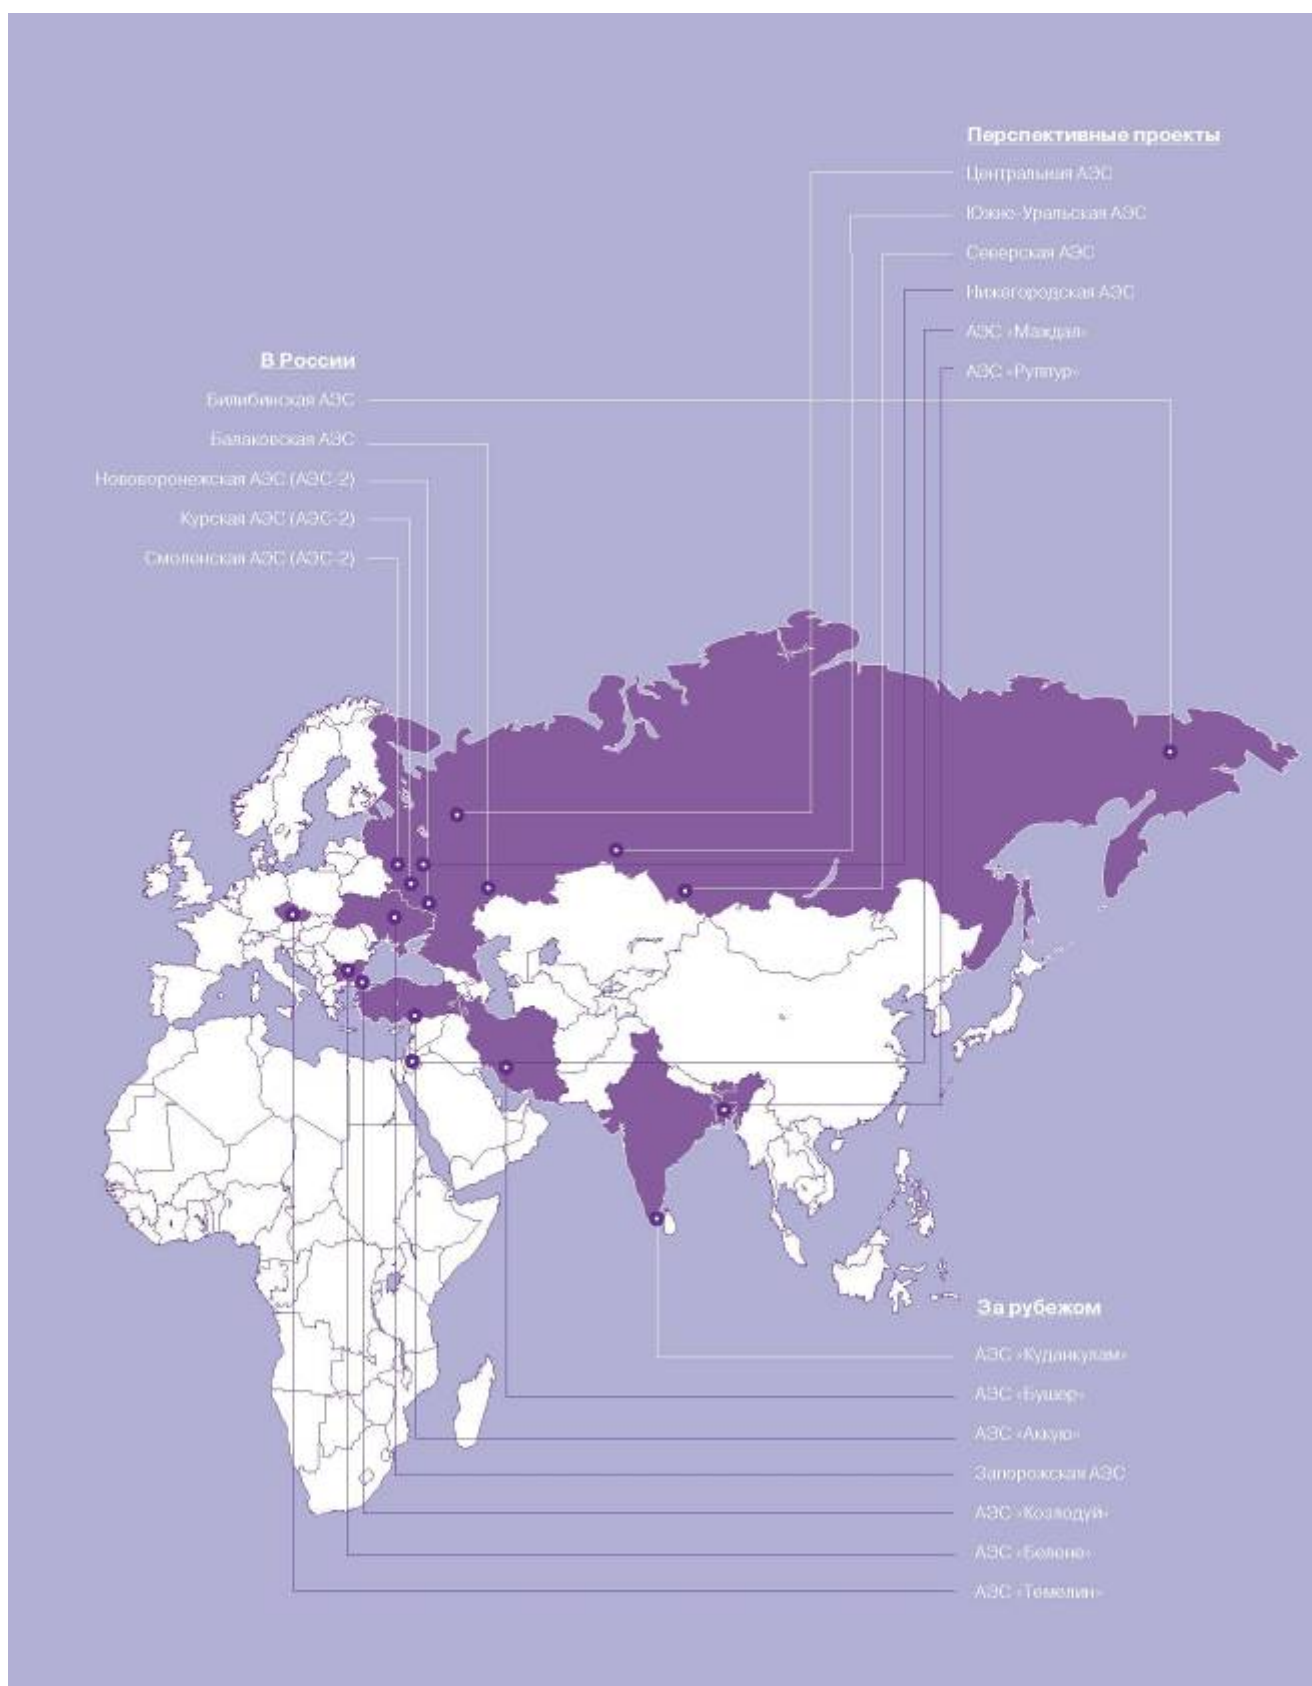 Перспективные проекты
Центральная АЭС
Южно-Уральская АЭС
Северская АЭС
Нижегородская АЭС
АЭС «Маждал»
АЭС «Руппур»
В России
Билибинская АЭС
Балаковская АЭС
Нововоронежская АЭС (АЭС-2)
Курская АЭС (АЭС-2)
Смоленская АЭС (АЭС-2)
За рубежом
АЭС «Куданкулам»
АЭС «Бушер»
АЭС «Аккую»
Запорожская АЭС
АЭС «Козлодуй»
АЭС «Белене»
АЭС «Темелин»